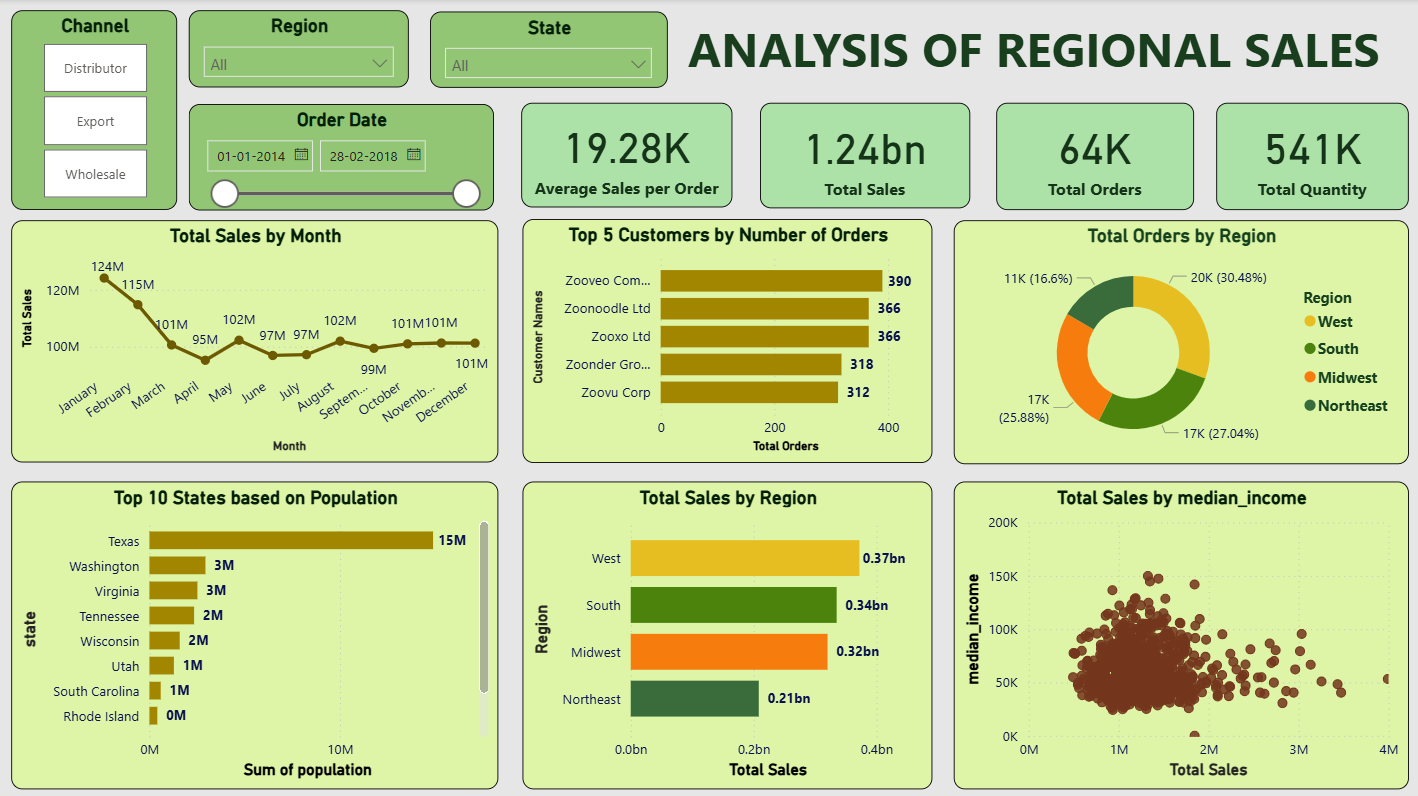 Channel
Distributor
Export
Wholesale
Region
All
State
All
ANALYSIS OF REGIONAL SALES
Order Date
01-01-2014
28-02-2018
19.28K
Average Sales per Order
1.24bn
Total Sales
64K
Total Orders
541K
Total Quantity
Total Sales by Month
Total Sales
120M
100M
124M
115M
101M
95M
102M
97M
97M
102M
99M
101M
101M
101M
January
February
March
April
May
June
July
August
Septem...
October
Novemb...
December
Month
Top 5 Customers by Number of Orders
Customer Names
Zooveo Com...
390
Zoonoodle Ltd
366
Zooxo Ltd
366
Zoonder Gro...
318
Zoovu Corp
312
0
200
400
Total Orders
Total Orders by Region
11K (16.6%)
20K (30.48%)
17K
(25.88%)
17K (27.04%)
Region
West
South
Midwest
Northeast
Top 10 States based on Population
state
Texas
15M
Washington
3M
Virginia
3M
Tennessee
2M
Wisconsin
2M
Utah
1M
South Carolina
1M
Rhode Island
0M
0M
10M
Sum of population
Total Sales by Region
Region
West
0.37bn
South
0.34bn
Midwest
0.32bn
Northeast
0.21bn
0.0bn
0.2bn
0.4bn
Total Sales
Total Sales by median_income
median_income
200K
150K
100K
50K
0K
0M
1M
2M
3M
4M
Total Sales